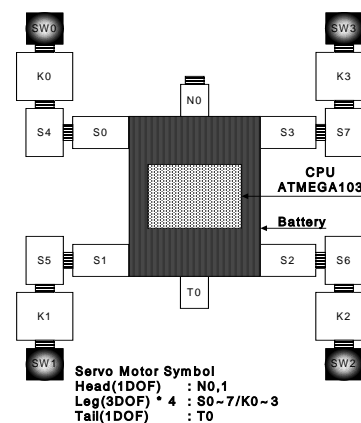 SW0 SW3
K0 N0 K3
S4 S0 S3 S7
CPU
ATMEGA103
Battery
S5 S1 S2 S6
T0
K1 K2
SW1 SW2
Servo Motor Symbol
Head(1DOF) : N0,1
Leg(3DOF) * 4 : S0~7/K0~3
Tail(1DOF) : T0